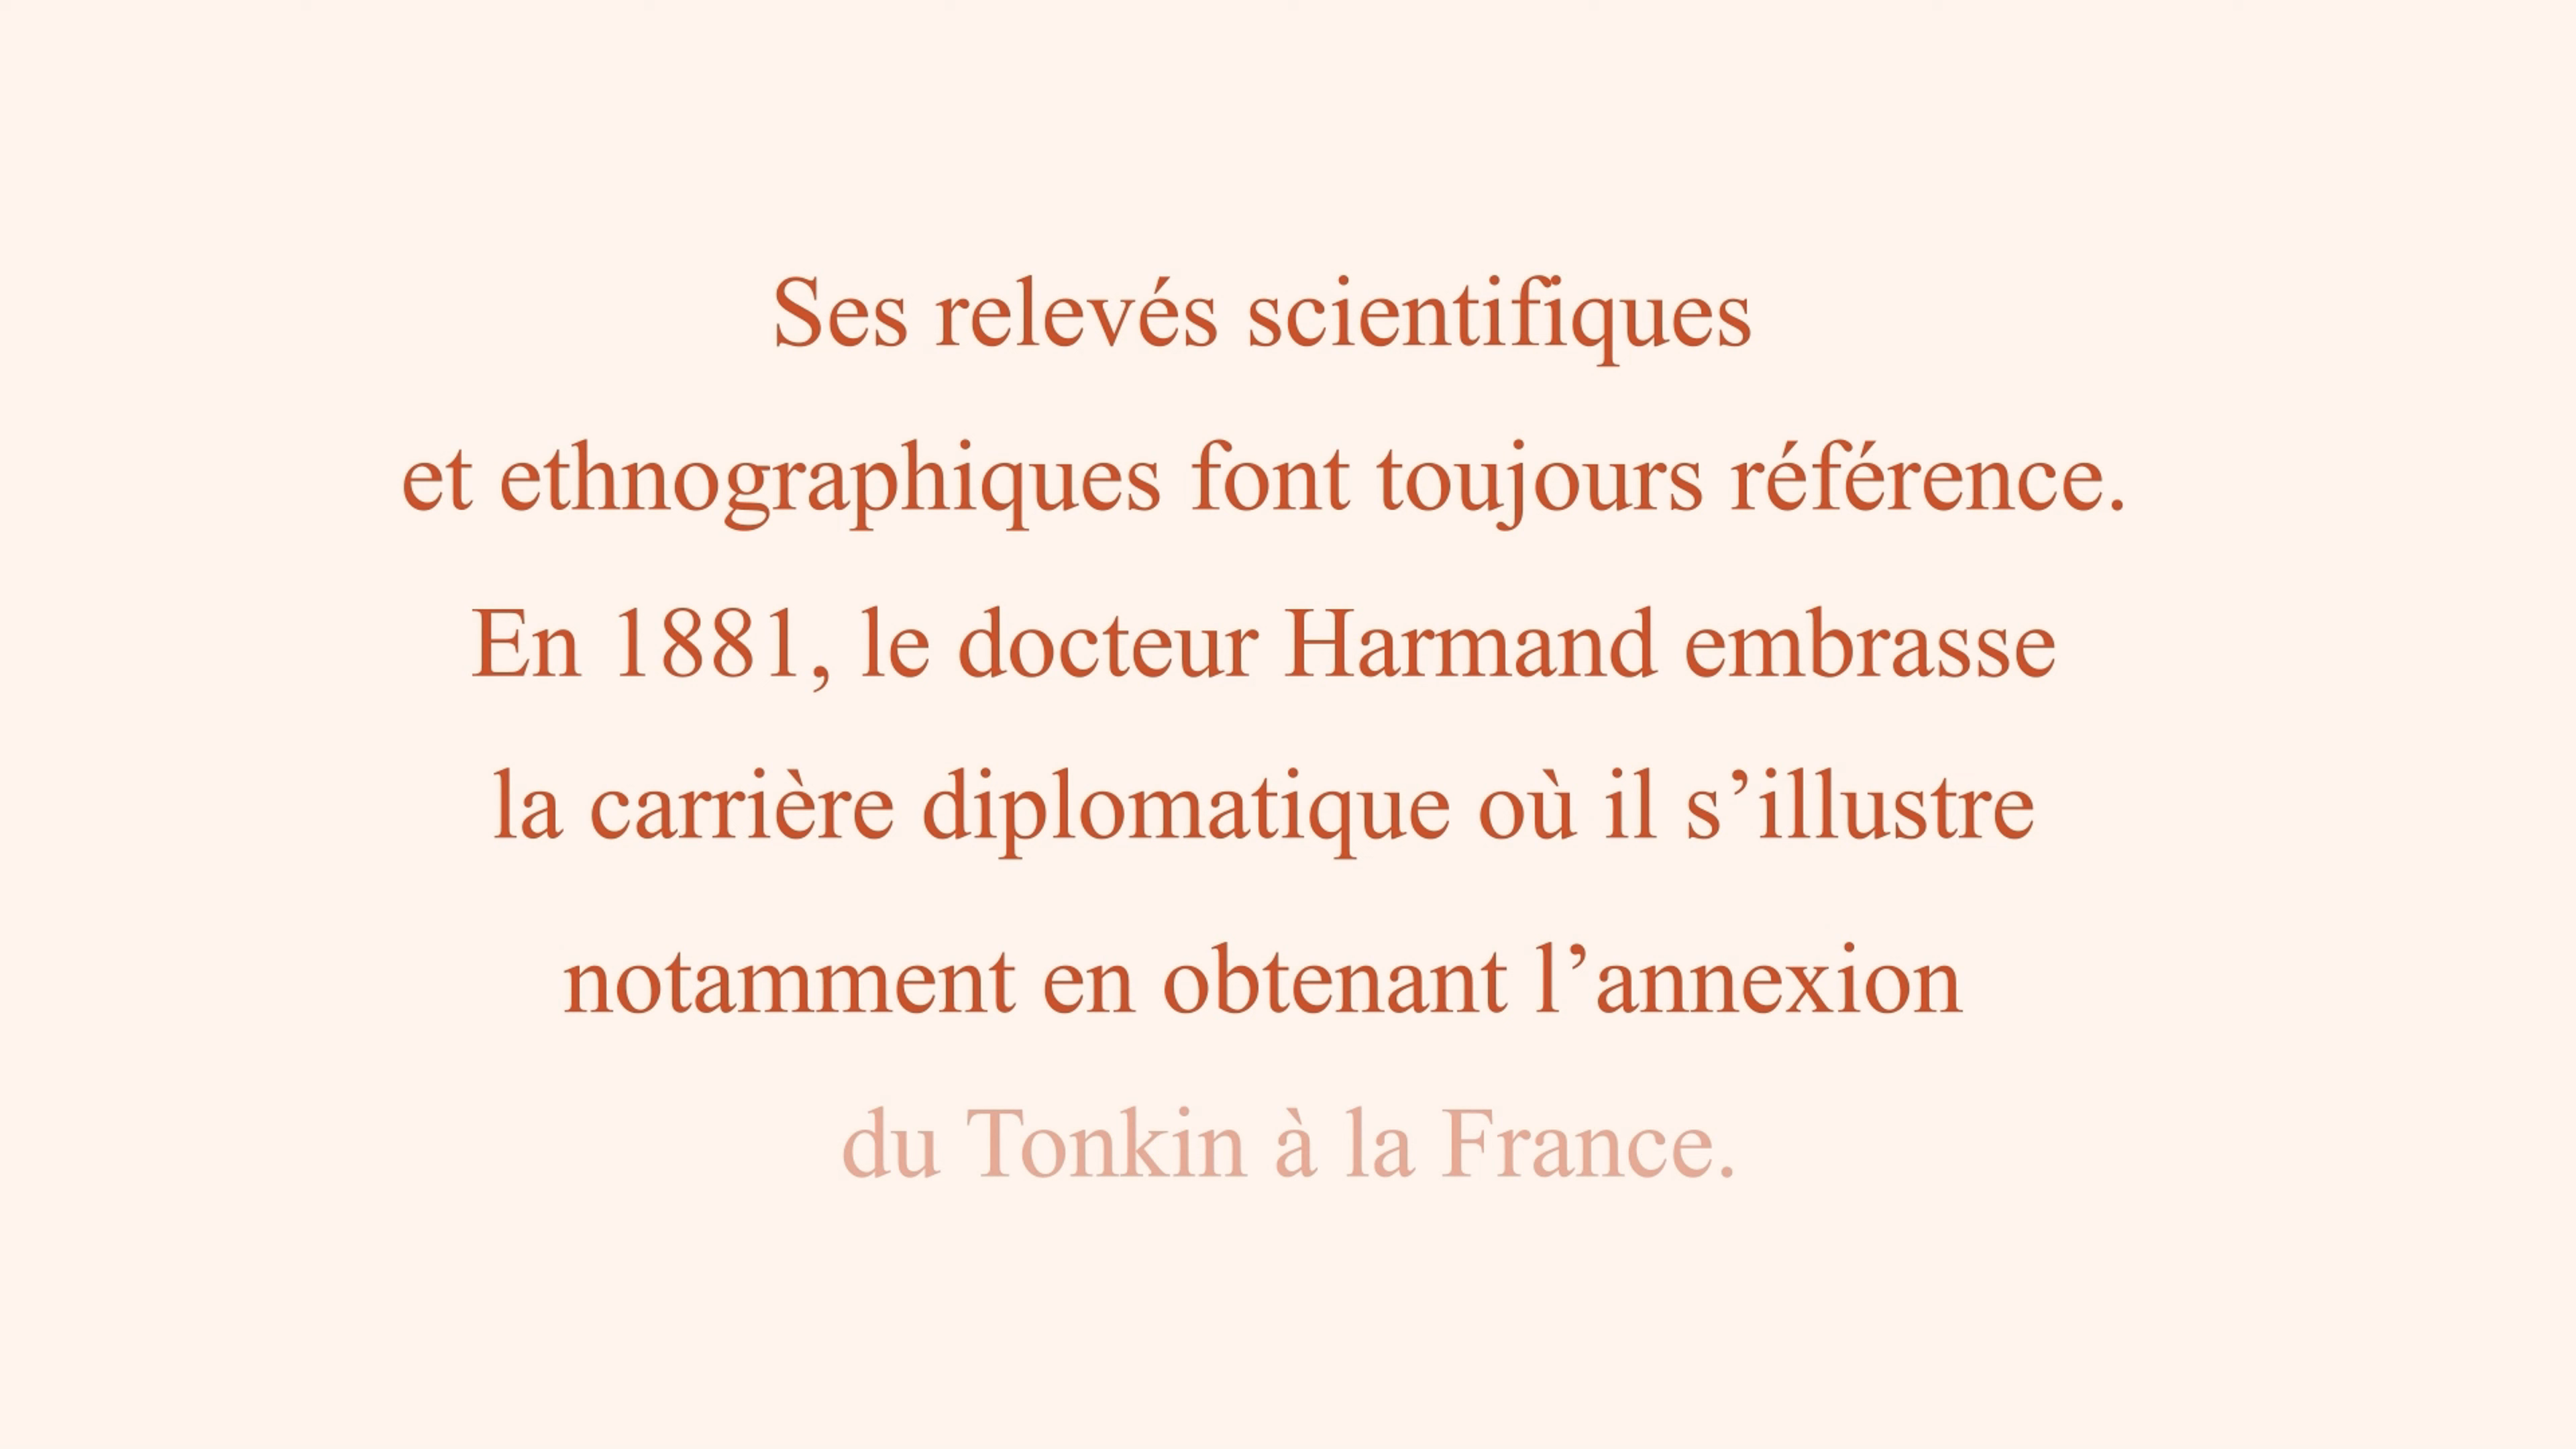 Ses relevés scientifiques
et ethnographiques font toujours référence.
En 1881, le docteur Harmand embrasse
la carrière diplomatique où il s’illustre
notamment en obtenant l’annexion
du Tonkin à la France.